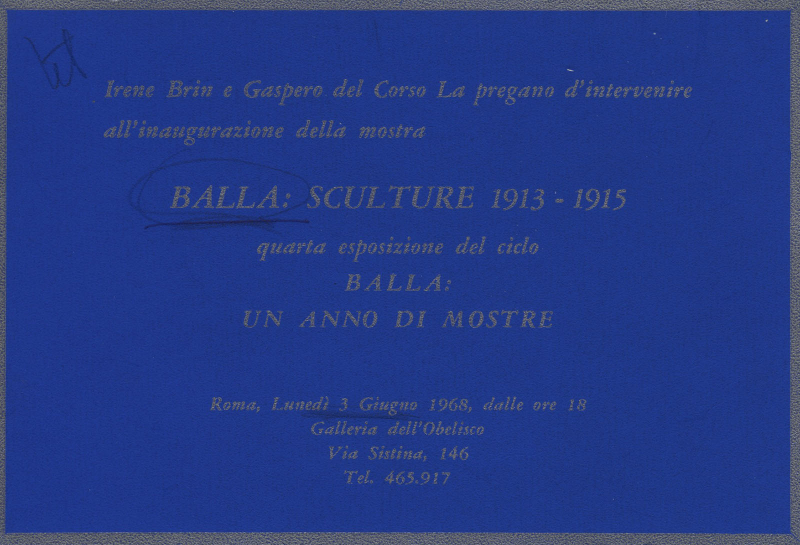 Irene Brin e Gaspero del Corso La pregano d'intervenire
all'inaugurazione della mostra
BALLA: SCULTURE 1913 - 1915
quarta esposizione del ciclo
BALLA:
UN ANNO DI MOSTRE
Roma, Lunedì 3 Giugno 1968, dalle ore 18
Galleria dell'Obelisco
Via Sistina, 146
Tel. 465.917